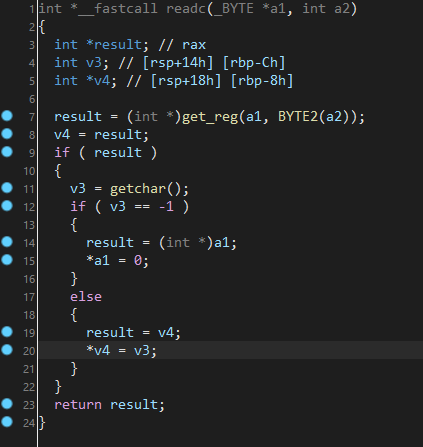 1 int *__fastcall readc(_BYTE *a1, int a2)
2 {
3   int *result; // rax
4   int v3; // [rsp+14h] [rbp-Ch]
5   int *v4; // [rsp+18h] [rbp-8h]
6
7   result = (int *)get_reg(a1, BYTE2(a2));
8   v4 = result;
9   if ( result )
10   {
11     v3 = getchar();
12     if ( v3 == -1 )
13     {
14       result = (int *)a1;
15       *a1 = 0;
16     }
17     else
18     {
19       result = v4;
20       *v4 = v3;
21     }
22   }
23   return result;
24 }